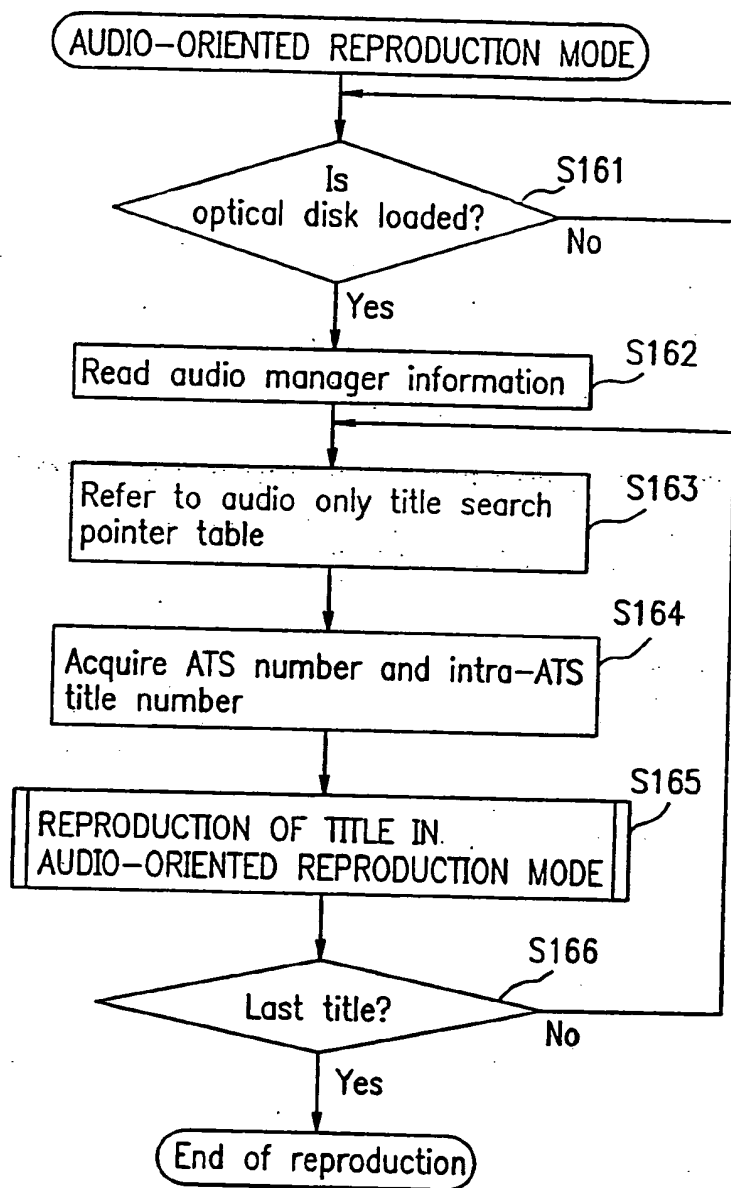 AUDIO-ORIENTED REPRODUCTION MODE
S161
Is
optical disk loaded?
No
Yes
S162
Read audio manager information
S163
Refer to audio only title search
pointer table
S164
Acquire ATS number and intra-ATS
title number
S165
REPRODUCTION OF TITLE IN
AUDIO-ORIENTED REPRODUCTION MODE
S166
Last title?
No
Yes
End of reproduction